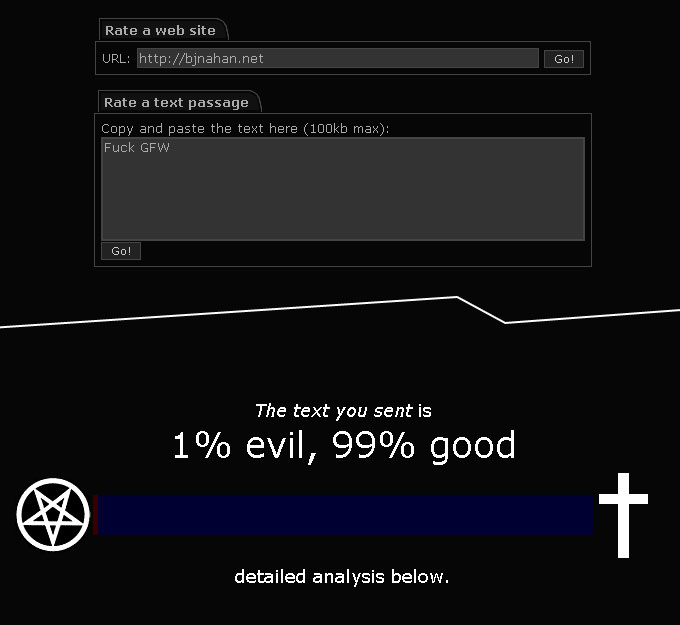 Rate a web site
URL: http://bjnahan.net Go!
Rate a text passage
Copy and paste the text here (100kb max):
Fuck GFW
Go!
The text you sent is
1% evil, 99% good
detailed analysis below.